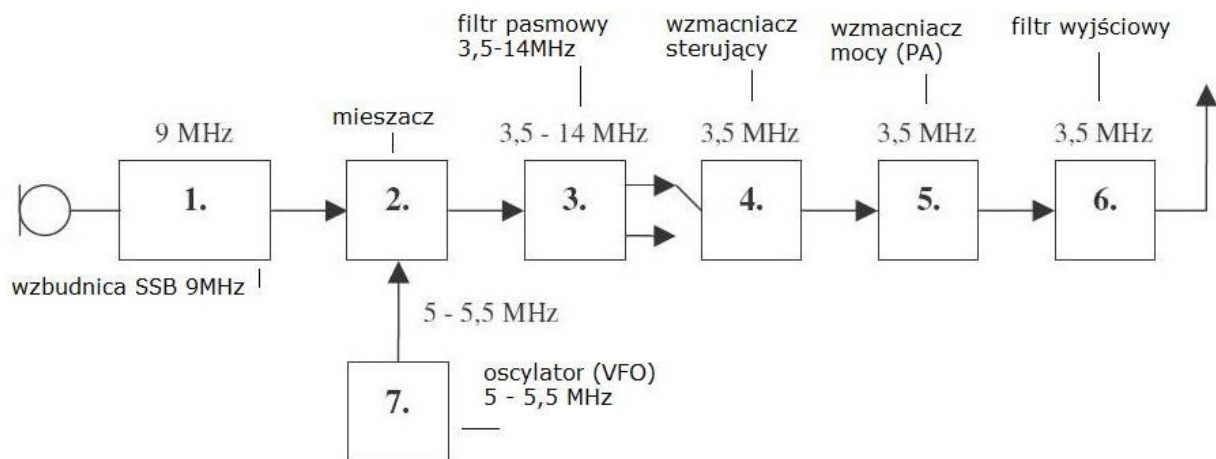 filtr pasmowy
3,5-14MHz
wzmacniacz
sterujący
wzmacniacz
mocy (PA)
filtr wyjściowy
mieszacz
9 MHz
3,5 - 14 MHz
3,5 MHz
3,5 MHz
3,5 MHz
1.
2.
3.
4.
5.
6.
wzbudnica SSB 9MHz
5 - 5,5 MHz
7.
oscylator (VFO)
5 - 5,5 MHz